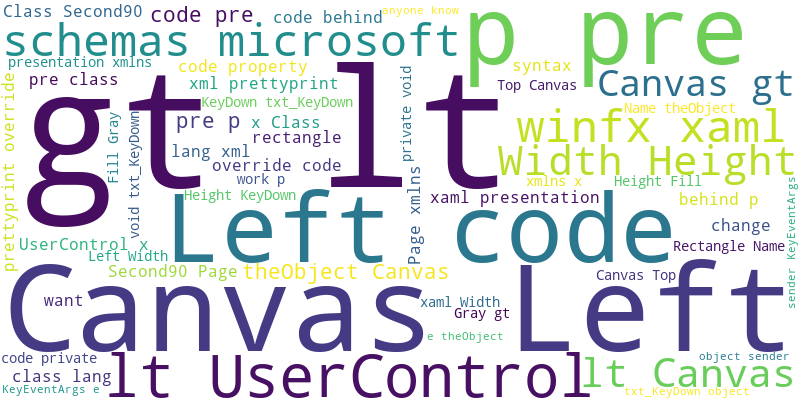 Class Second90
code pre
code behind
anyone know
schemas microsoft
p pre
presentation xmlns
code property
syntax
pre class
xml prettyprint
Top Canvas
Canvas gt
gt lt
KeyDown txt_KeyDown
Name theObject
pre p
x Class
winfx xaml
rectangle
private void
Fill Gray
void txt_KeyDown
lang xml
override code
Width Height
prettyprint override
work p
Page xmlns
xmlns x
Height Fill
Height KeyDown
xaml presentation
behind p
Left code
change
UserControl x
Rectangle Name
Left Width
Second90 Page
theObject Canvas
Canvas Top
sender KeyEventArgs
Canvas Left
want
xaml Width
Gray gt
e theObject
code private
lt UserControl
lt Canvas
object sender
class lang
KeyEventArgs e
txt_KeyDown object